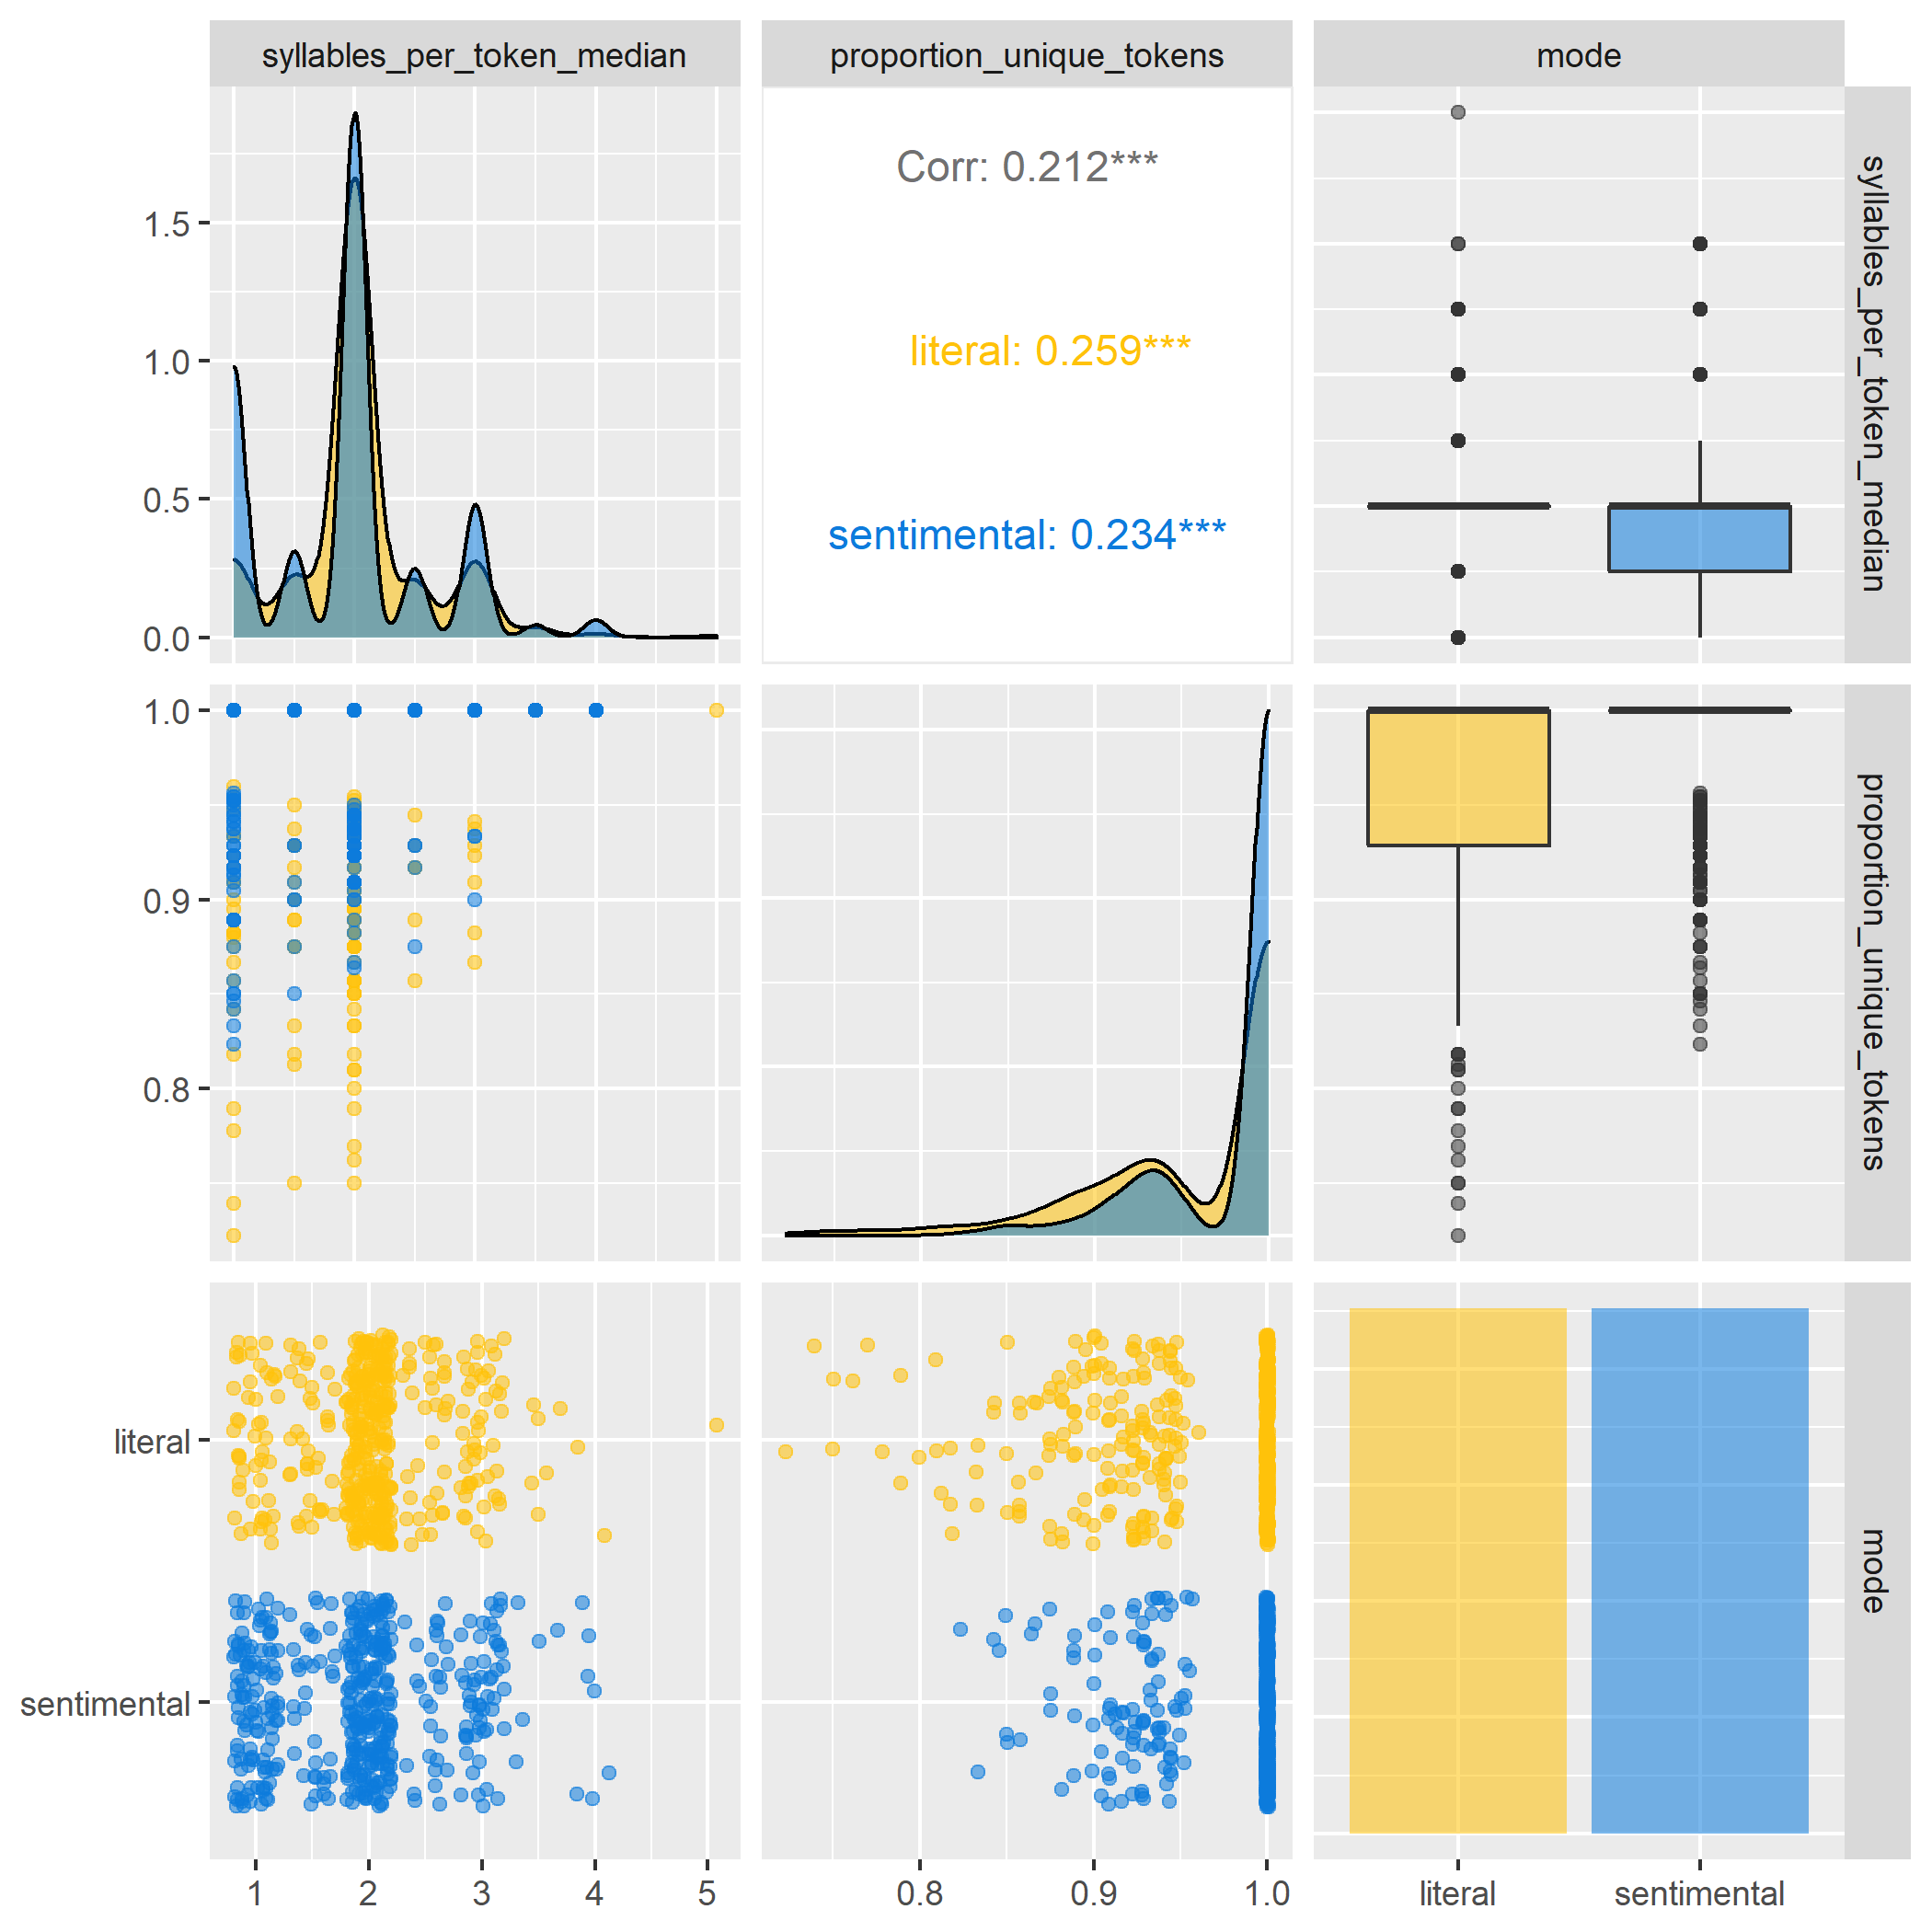 syllables_per_token_median
proportion_unique_tokens
mode
1.5
1.0
0.5
0.0
Corr: 0.212***
literal: 0.259***
sentimental: 0.234***
syllables_per_token_median
1.0
0.9
0.8
proportion_unique_tokens
literal
sentimental
mode
1 2 3 4 5
0.8 0.9 1.0
literal sentimental